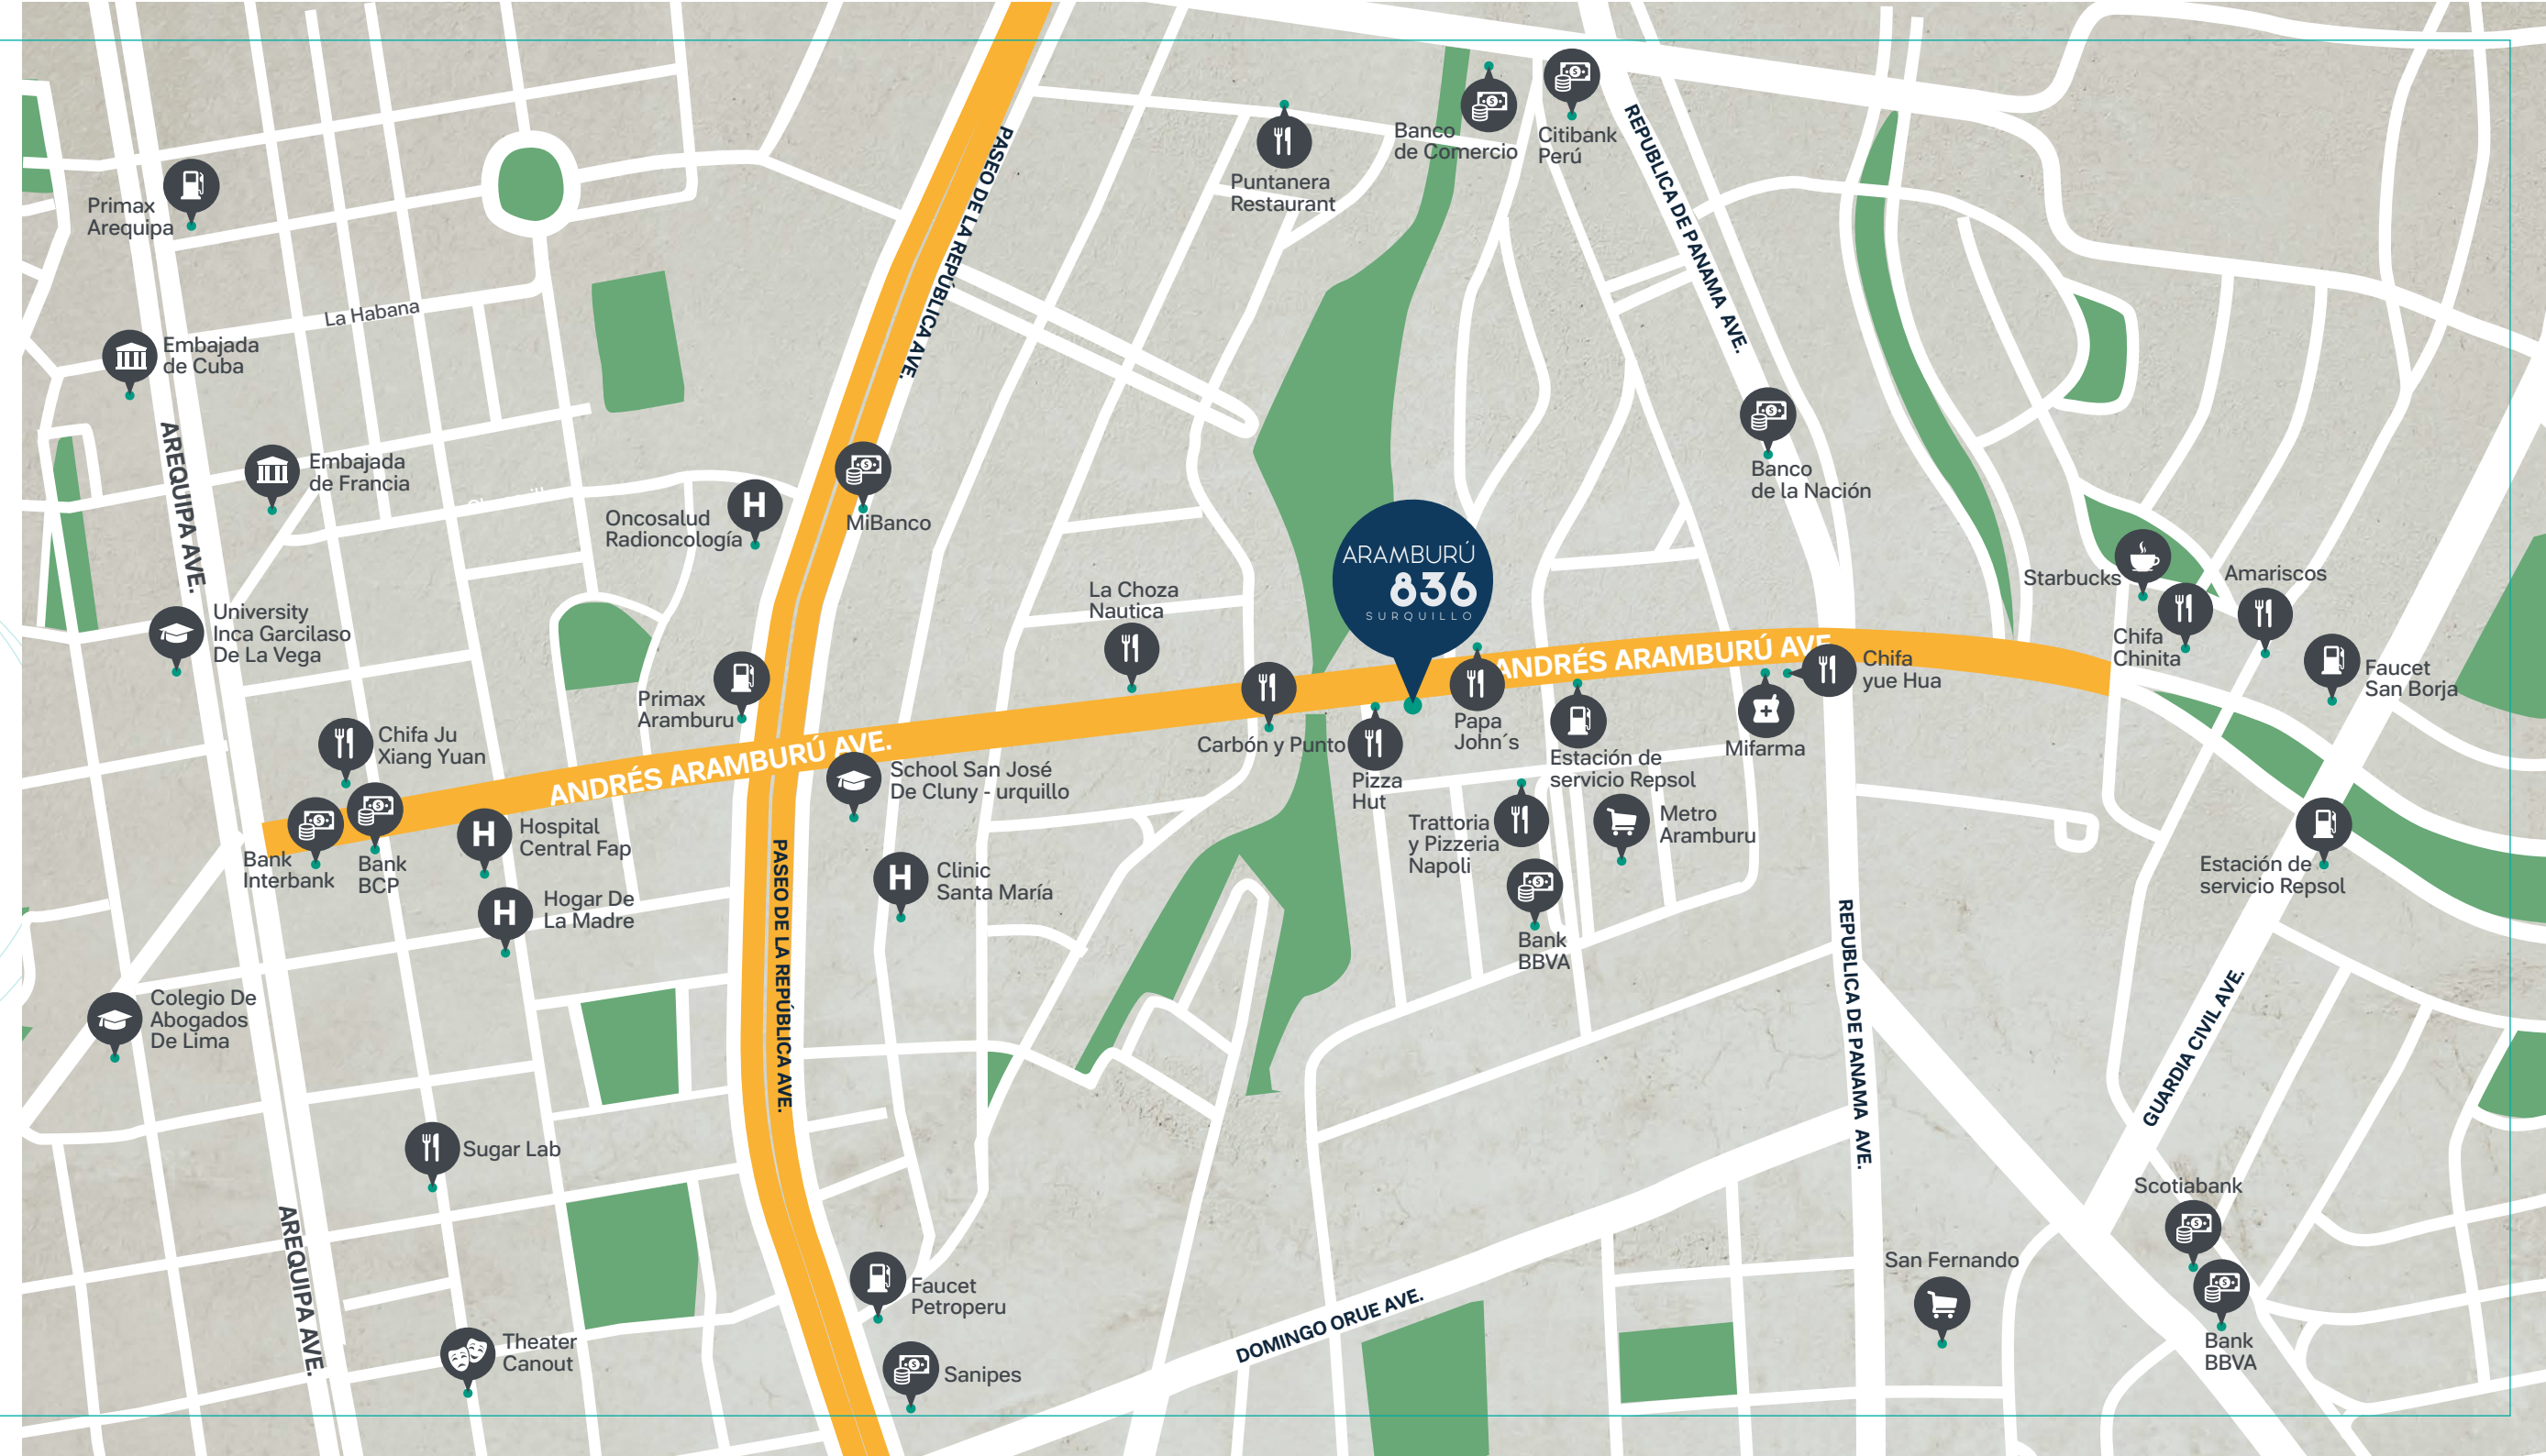 PASEO DE LA REPÚBLICA AVE.
Banco
de Comercio
Citibank
Perú
REPUBLICA DE PANAMA AVE.
Puntanera
Restaurant
Primax
Arequipa
La Habana
Embajada
de Cuba
AREQUIPA AVE.
Embajada
de Francia
Oncosalud
Radioncología
MiBanco
Banco
de la Nación
ARAMBURÚ
836
SURQUILLO
La Choza
Nautica
Starbucks
Amariscos
University
Inca Garcilaso
De La Vega
Chifa
Chinita
Faucet
San Borja
ANDRÉS ARAMBURÚ AVE
Chifa
yue Hua
Primax
Aramburu
Carbón y Punto
Papa
John´s
Mifarma
Chifa Ju
Xiang Yuan
ANDRÉS ARAMBURÚ AVE.
School San José
De Cluny - urquillo
Pizza
Hut
Estación de
servicio Repsol
Bank
Interbank
Bank
BCP
Hospital
Central Fap
Trattoria
y Pizzeria
Napoli
Metro
Aramburu
Hogar De
La Madre
Clinic
Santa María
Estación de
servicio Repsol
Bank
BBVA
PASEO DE LA REPÚBLICA AVE.
REPUBLICA DE PANAMA AVE.
GUARDIA CIVIL AVE.
Colegio De
Abogados
De Lima
Sugar Lab
Scotiabank
AREQUIPA AVE.
San Fernando
Faucet
Petroperu
DOMINGO ORUE AVE.
Theater
Canout
Sanipes
Bank
BBVA